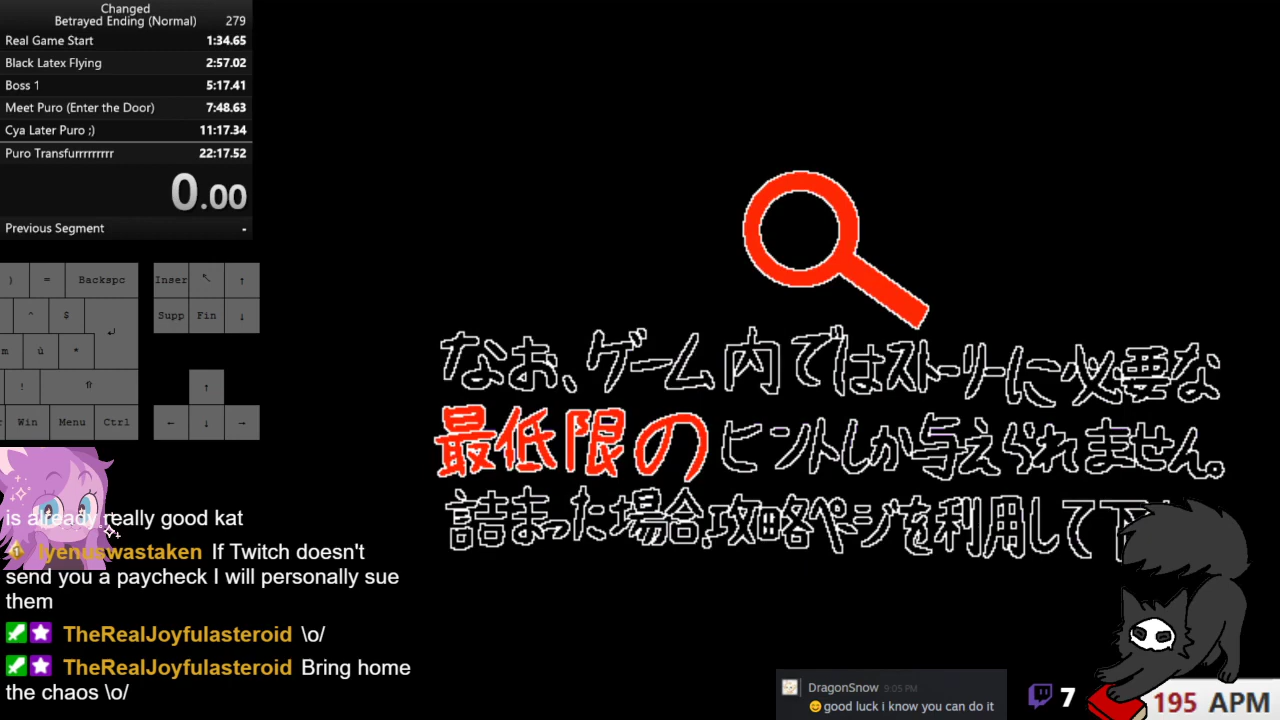 Changed
Betrayed Ending (Normal) 279
Real Game Start 1:34.65
Black Latex Flying 2:57.02
Boss 1 5:17.41
Meet Puro (Enter the Door) 7:48.63
Cya Later Puro ;) 11:17.34
Puro Transfurrrrrrrrr 22:17.52
0.00
Previous Segment -
) = Backspc Inser ↖ ↑
^ $ ↵ Supp Fin ↓
m ù *
! ⇧ ↑
Win Menu Ctrl ← ↓ →
なお、ゲーム内ではストーリーに必要な
最低限のヒントしか与えられません。
詰まった場合、攻略ページを利用して下
is already really good kat
lyenuswastaken If Twitch doesn't
send you a paycheck I will personally sue
them
TheRealJoyfulasteroid \o/
TheRealJoyfulasteroid Bring home
the chaos \o/
DragonSnow 9:05 PM
😊good luck i know you can do it
7
195 APM